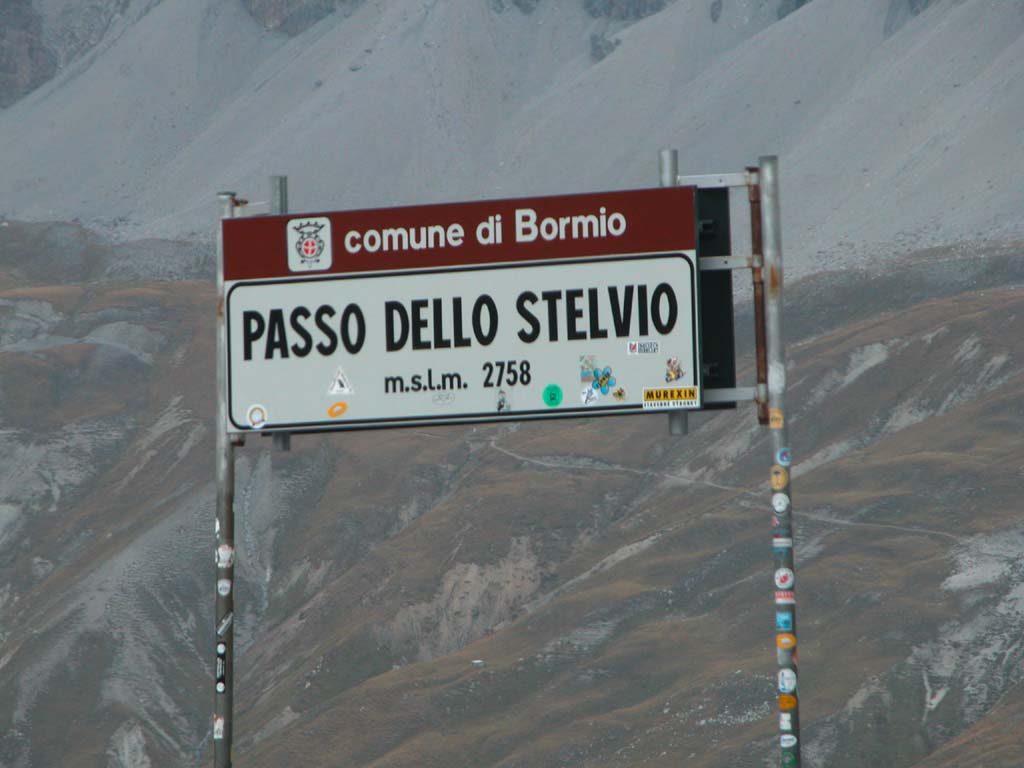 comune di Bormio
PASSO DELLO STELVIO
m.s.l.m. 2758
MUREXIN